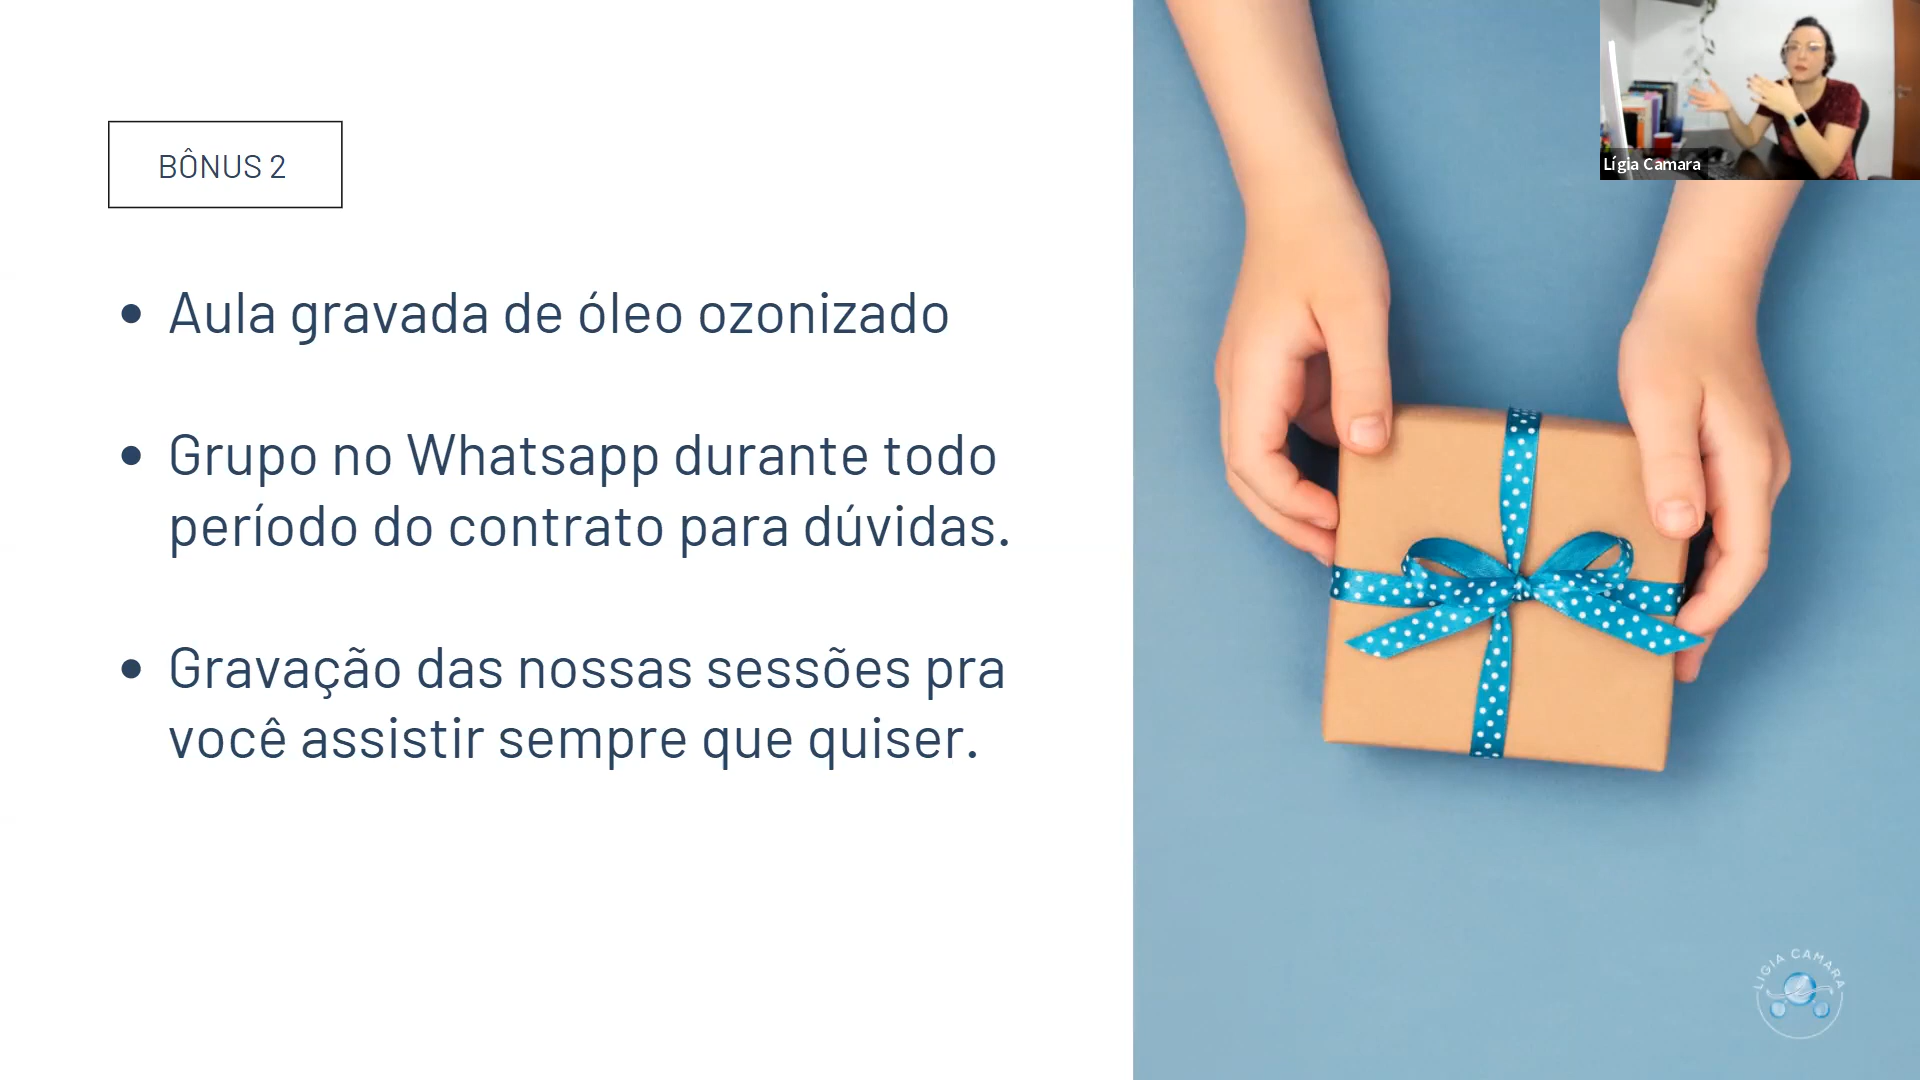 BÔNUS 2
Aula gravada de óleo ozonizado
Grupo no Whatsapp durante todo
período do contrato para dúvidas.
Gravação das nossas sessões pra
você assistir sempre que quiser.
Lígia Camara
LIGIA CAMARA